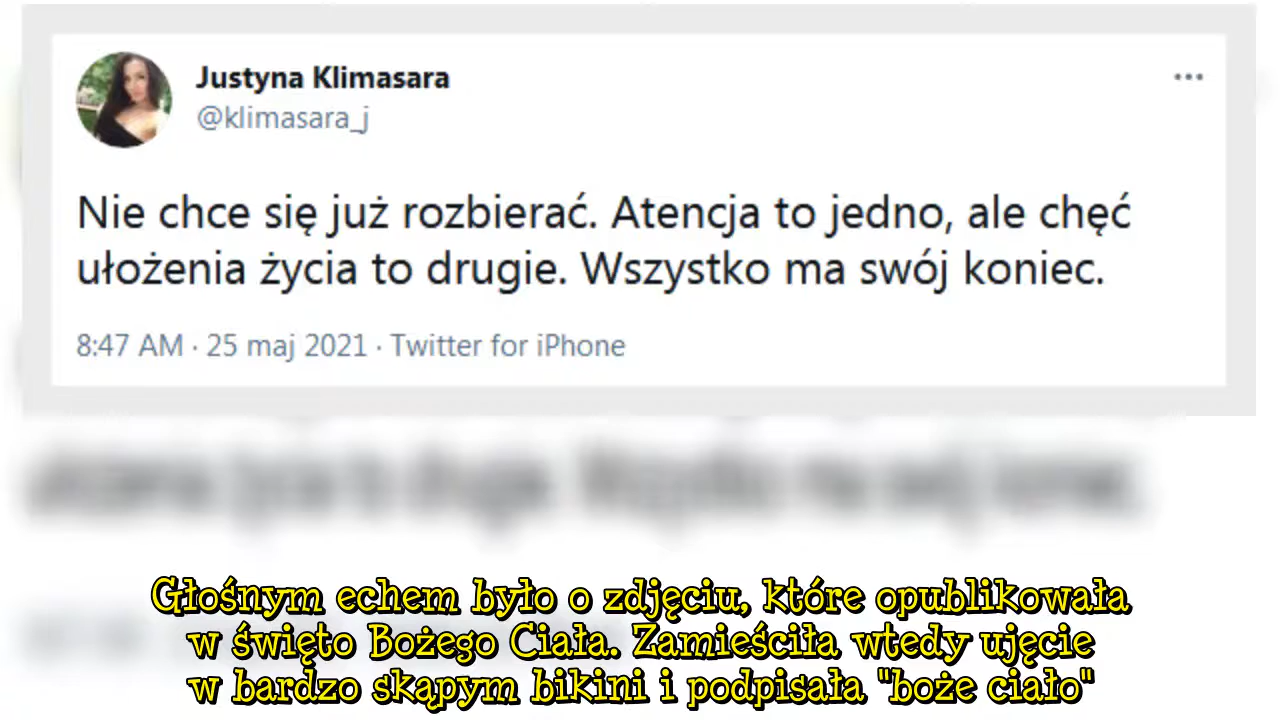 Justyna Klimasara
@klimasara_j
Nie chce się już rozbierać. Atencja to jedno, ale chęć
ułożenia życia to drugie. Wszystko ma swój koniec.
8:47 AM · 25 maj 2021 · Twitter for iPhone
Głośnym echem było o zdjęciu, które opublikowała
w święto Bożego Ciała. Zamieściła wtedy ujęcie
w bardzo skąpym bikini i podpisała "boże ciało"